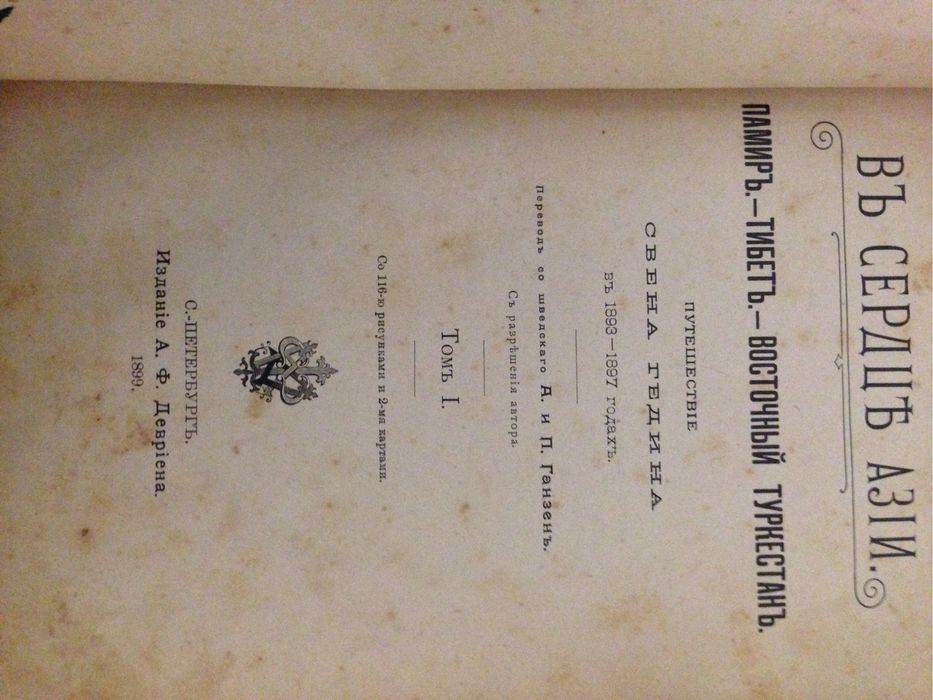 ВЪ СЕРДЦѢ АЗІИ.
ПАМИРЪ.—ТИБЕТЪ.—ВОСТОЧНЫЙ ТУРКЕСТАНЪ.
ПУТЕШЕСТВІЕ
СВЕНА ГЕДИНА
въ 1893—1897 годахъ.
Переводъ со шведскаго А. и П. Ганзенъ.
Съ разрѣшенія автора.
Томъ I.
Со 116-ю рисунками и 2-мя картами.
С.-ПЕТЕРБУРГЪ.
Изданіе А. Ф. Девріена.
1899.